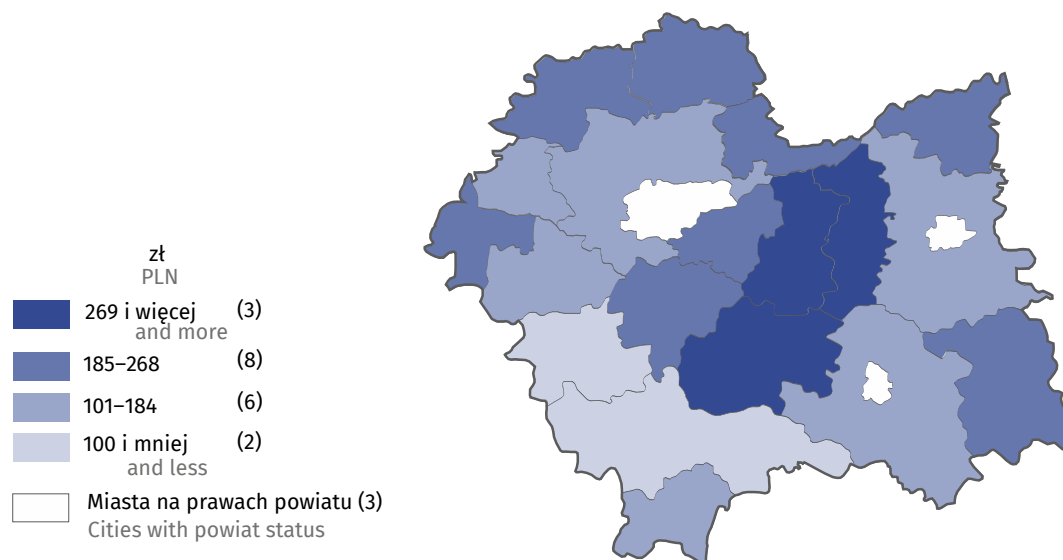 zł
PLN
269 i więcej (3)
and more
185–268 (8)
101–184 (6)
100 i mniej (2)
and less
Miasta na prawach powiatu (3)
Cities with powiat status